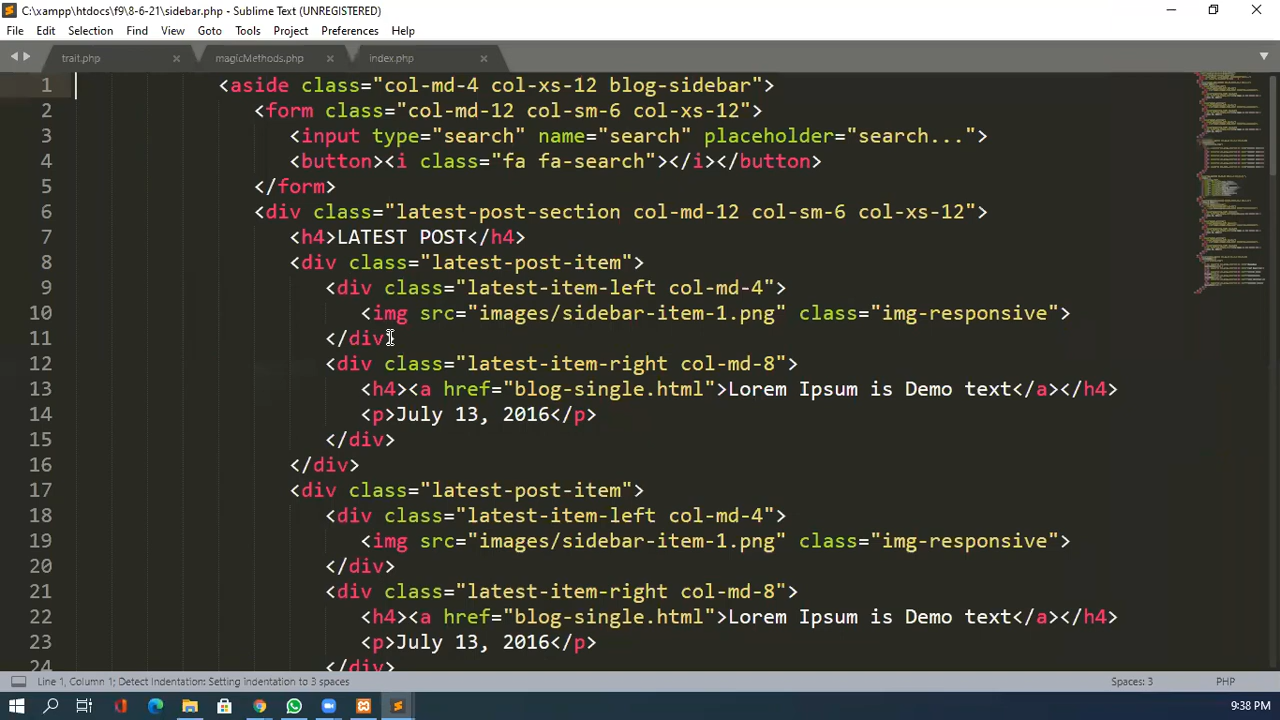 C:\xampp\htdocs\f9\8-6-21\sidebar.php - Sublime Text (UNREGISTERED)
File Edit Selection Find View Goto Tools Project Preferences Help
trait.php magicMethods.php index.php
1 <aside class="col-md-4 col-xs-12 blog-sidebar">
2 <form class="col-md-12 col-sm-6 col-xs-12">
3 <input type="search" name="search" placeholder="search...">
4 <button><i class="fa fa-search"></i></button>
5 </form>
6 <div class="latest-post-section col-md-12 col-sm-6 col-xs-12">
7 <h4>LATEST POST</h4>
8 <div class="latest-post-item">
9 <div class="latest-item-left col-md-4">
10 <img src="images/sidebar-item-1.png" class="img-responsive">
11 </div>
12 <div class="latest-item-right col-md-8">
13 <h4><a href="blog-single.html">Lorem Ipsum is Demo text</a></h4>
14 <p>July 13, 2016</p>
15 </div>
16 </div>
17 <div class="latest-post-item">
18 <div class="latest-item-left col-md-4">
19 <img src="images/sidebar-item-1.png" class="img-responsive">
20 </div>
21 <div class="latest-item-right col-md-8">
22 <h4><a href="blog-single.html">Lorem Ipsum is Demo text</a></h4>
23 <p>July 13, 2016</p>
24 </div>
Line 1, Column 1; Detect Indentation: Setting indentation to 3 spaces Spaces: 3 PHP
9:38 PM